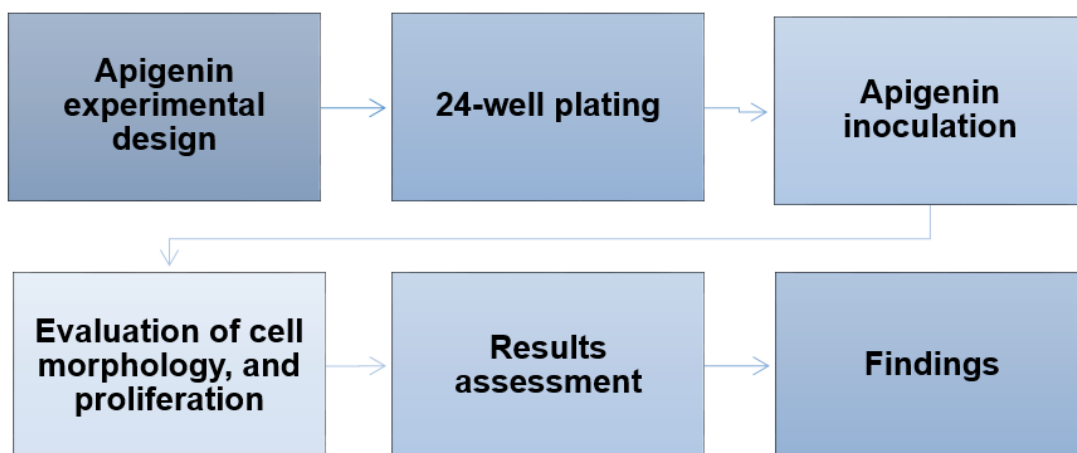 Apigenin
experimental
design
24-well plating
Apigenin
inoculation
Evaluation of cell
morphology, and
proliferation
Results
assessment
Findings